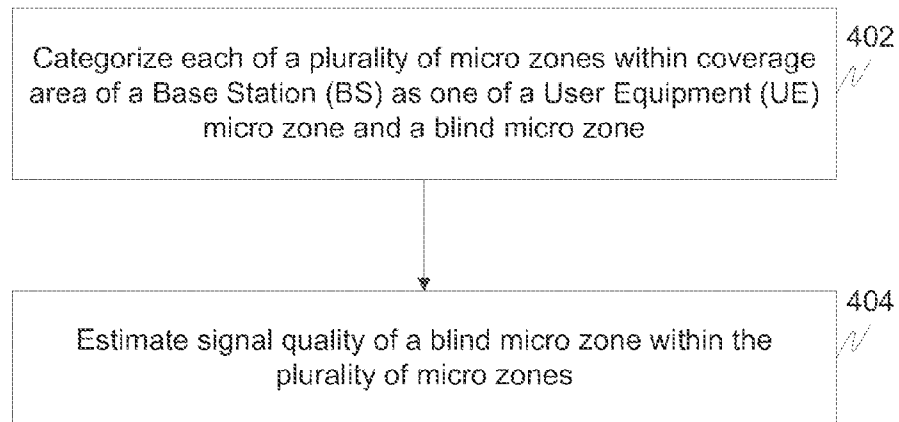 402
Categorize each of a plurality of micro zones within coverage
area of a Base Station (BS) as one of a User Equipment (UE)
micro zone and a blind micro zone
404
Estimate signal quality of a blind micro zone within the
plurality of micro zones